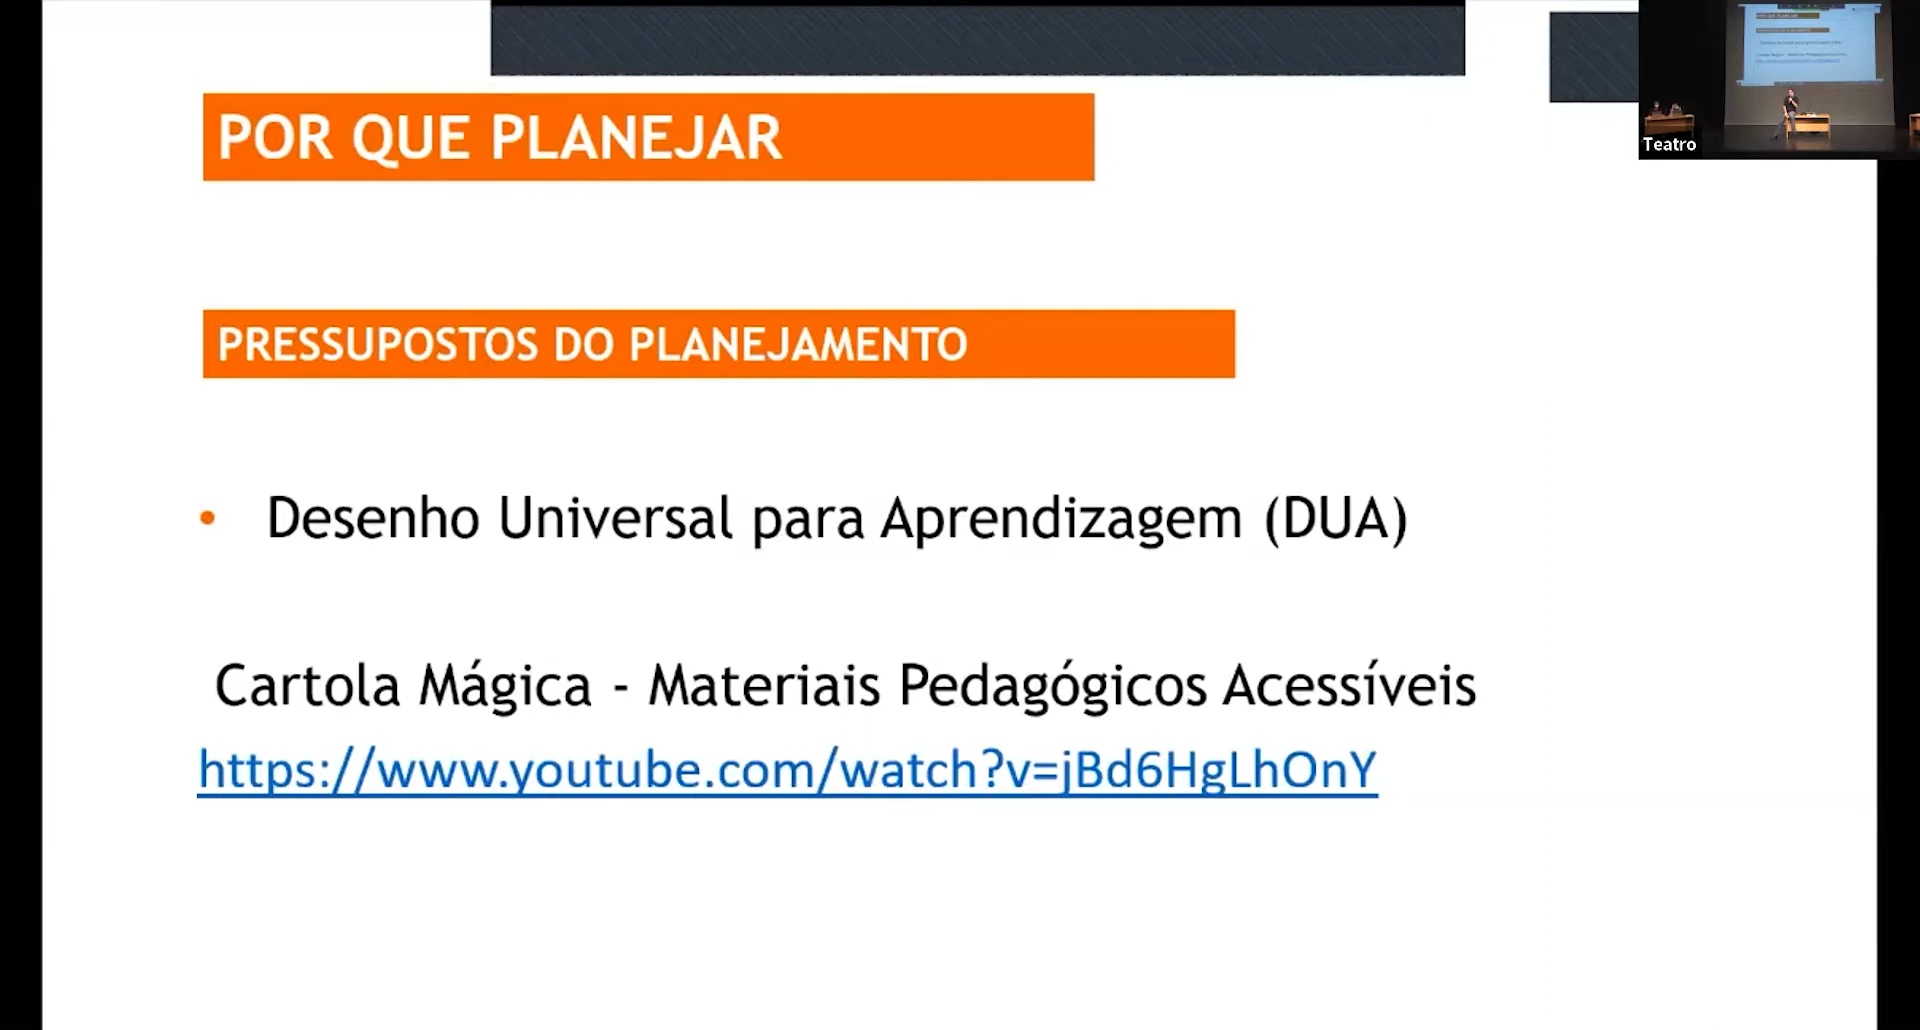 POR QUE PLANEJAR
Teatro
PRESSUPOSTOS DO PLANEJAMENTO
• Desenho Universal para Aprendizagem (DUA)
Cartola Mágica - Materiais Pedagógicos Acessíveis
https://www.youtube.com/watch?v=jBd6HgLhOnY